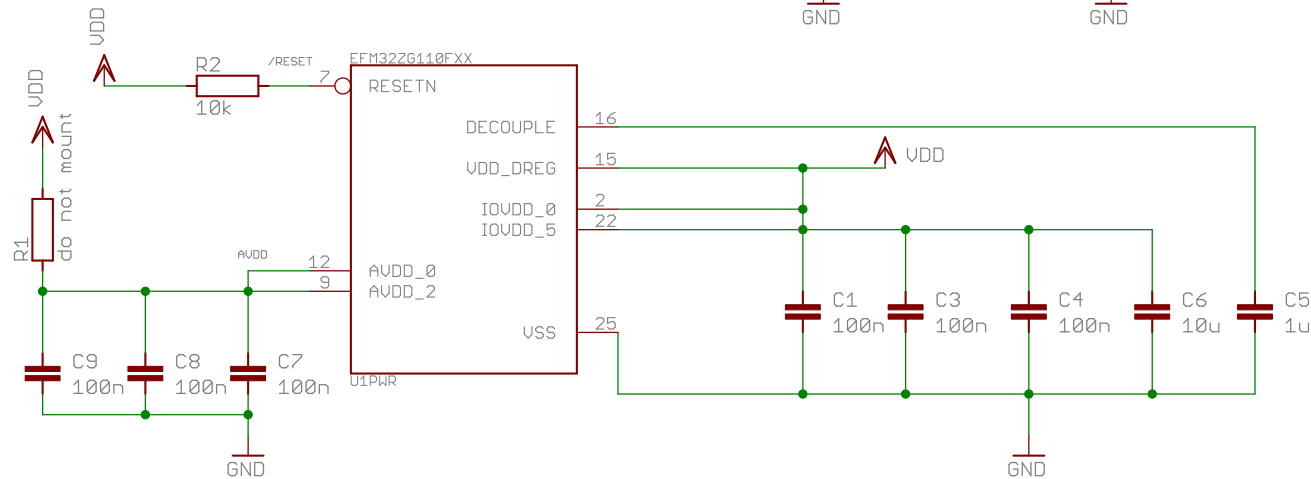 GND
GND
VDD
VDD
R2
10k
/RESET
7
EFM32ZG110FXX
RESETN
DECOUPLE
16
VDD_DREG
15
VDD
IOVDD_0
2
IOVDD_5
22
R1
do not mount
AVDD
12
AVDD_0
9
AVDD_2
VSS
25
C1
100n
C3
100n
C4
100n
C6
10u
C5
1u
C9
100n
C8
100n
C7
100n
U1PWR
GND
GND